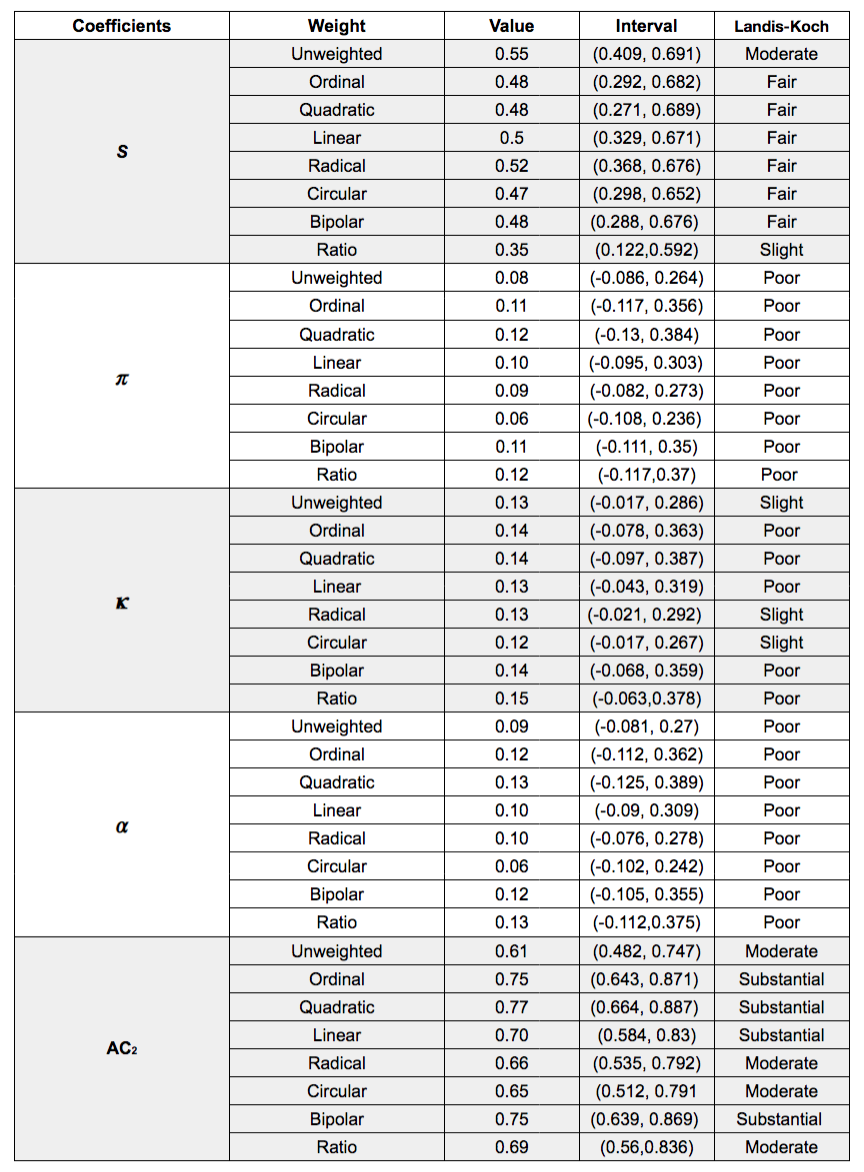 Coefficients Weight Value Interval Landis-Koch
Unweighted 0.55 (0.409, 0.691) Moderate
Ordinal 0.48 (0.292, 0.682) Fair
Quadratic 0.48 (0.271, 0.689) Fair
Linear 0.5 (0.329, 0.671) Fair
S
Radical 0.52 (0.368, 0.676) Fair
Circular 0.47 (0.298, 0.652) Fair
Bipolar 0.48 (0.288, 0.676) Fair
Ratio 0.35 (0.122,0.592) Slight
Unweighted 0.08 (-0.086, 0.264) Poor
Ordinal 0.11 (-0.117, 0.356) Poor
Quadratic 0.12 (-0.13, 0.384) Poor
Linear 0.10 (-0.095, 0.303) Poor
π
Radical 0.09 (-0.082, 0.273) Poor
Circular 0.06 (-0.108, 0.236) Poor
Bipolar 0.11 (-0.111, 0.35) Poor
Ratio 0.12 (-0.117,0.37) Poor
Unweighted 0.13 (-0.017, 0.286) Slight
Ordinal 0.14 (-0.078, 0.363) Poor
Quadratic 0.14 (-0.097, 0.387) Poor
Linear 0.13 (-0.043, 0.319) Poor
κ
Radical 0.13 (-0.021, 0.292) Slight
Circular 0.12 (-0.017, 0.267) Slight
Bipolar 0.14 (-0.068, 0.359) Poor
Ratio 0.15 (-0.063,0.378) Poor
Unweighted 0.09 (-0.081, 0.27) Poor
Ordinal 0.12 (-0.112, 0.362) Poor
Quadratic 0.13 (-0.125, 0.389) Poor
Linear 0.10 (-0.09, 0.309) Poor
α
Radical 0.10 (-0.076, 0.278) Poor
Circular 0.06 (-0.102, 0.242) Poor
Bipolar 0.12 (-0.105, 0.355) Poor
Ratio 0.13 (-0.112,0.375) Poor
Unweighted 0.61 (0.482, 0.747) Moderate
Ordinal 0.75 (0.643, 0.871) Substantial
Quadratic 0.77 (0.664, 0.887) Substantial
Linear 0.70 (0.584, 0.83) Substantial
AC₂
Radical 0.66 (0.535, 0.792) Moderate
Circular 0.65 (0.512, 0.791 Moderate
Bipolar 0.75 (0.639, 0.869) Substantial
Ratio 0.69 (0.56,0.836) Moderate